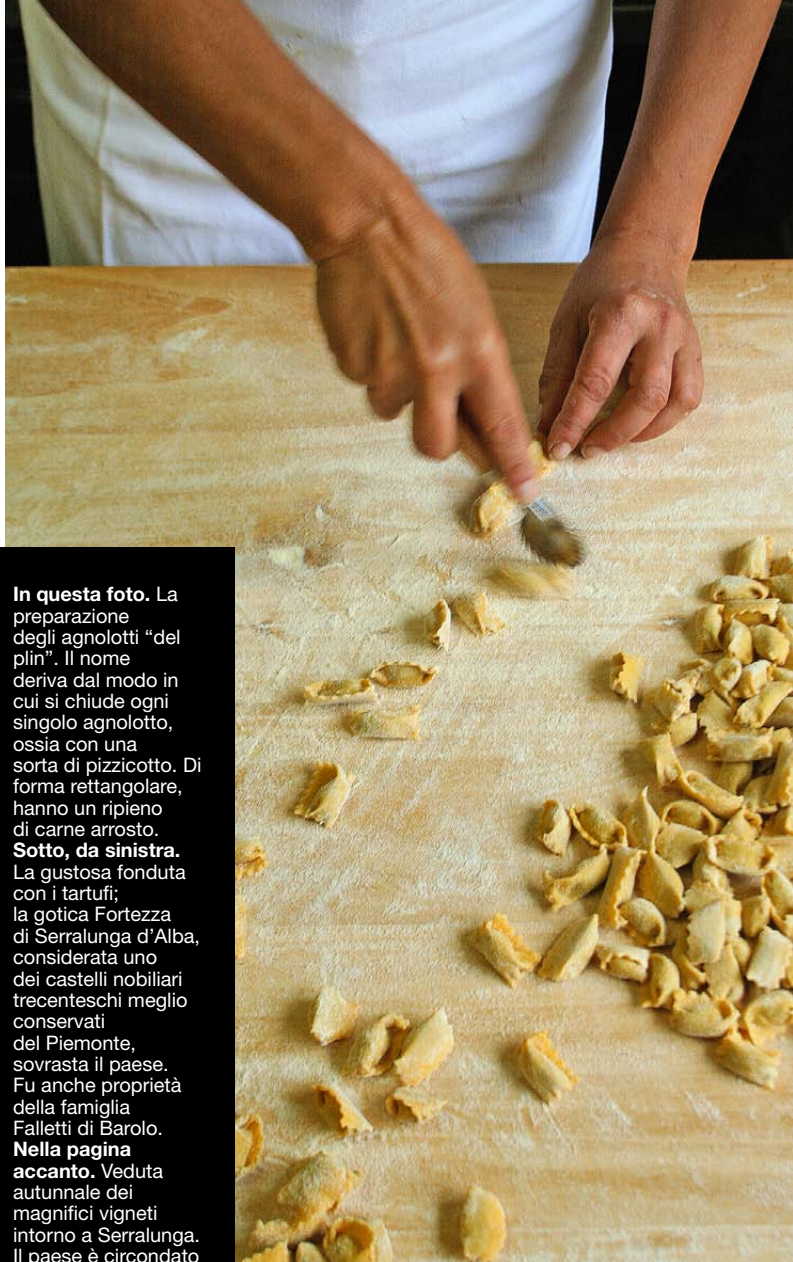 In questa foto. La
preparazione
degli agnolotti “del
plin”. Il nome
deriva dal modo in
cui si chiude ogni
singolo agnolotto,
ossia con una
sorta di pizzicotto. Di
forma rettangolare,
hanno un ripieno
di carne arrosto.
Sotto, da sinistra.
La gustosa fonduta
con i tartufi;
la gotica Fortezza
di Serralunga d’Alba,
considerata uno
dei castelli nobiliari
trecenteschi meglio
conservati
del Piemonte,
sovrasta il paese.
Fu anche proprietà
della famiglia
Falletti di Barolo.
Nella pagina
accanto. Veduta
autunnale dei
magnifici vigneti
intorno a Serralunga.
Il paese è circondato